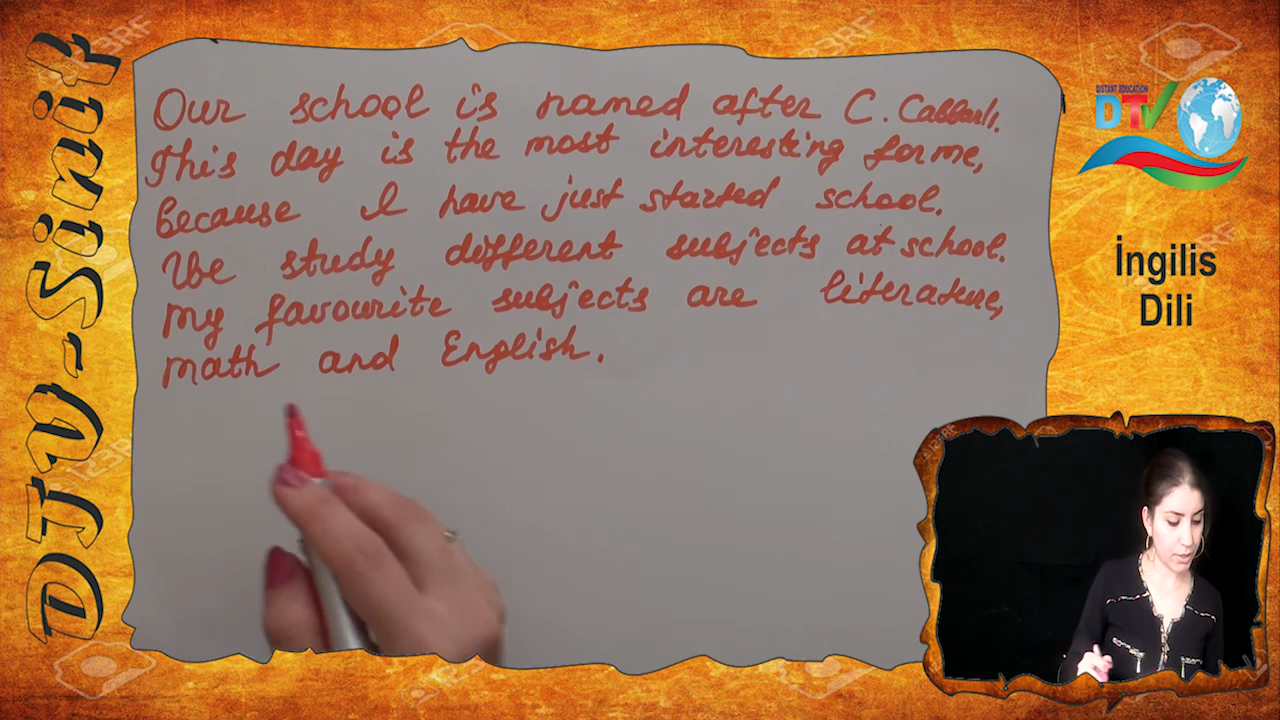 Our school is named after C. Cabbarlı.
This day is the most interesting for me,
because I have just started school.
We study different subjects at school.
My favourite subjects are literature,
math and English.
DTV-Sinif
DISTANT EDUCATION
DTV
İngilis
Dili
123RF